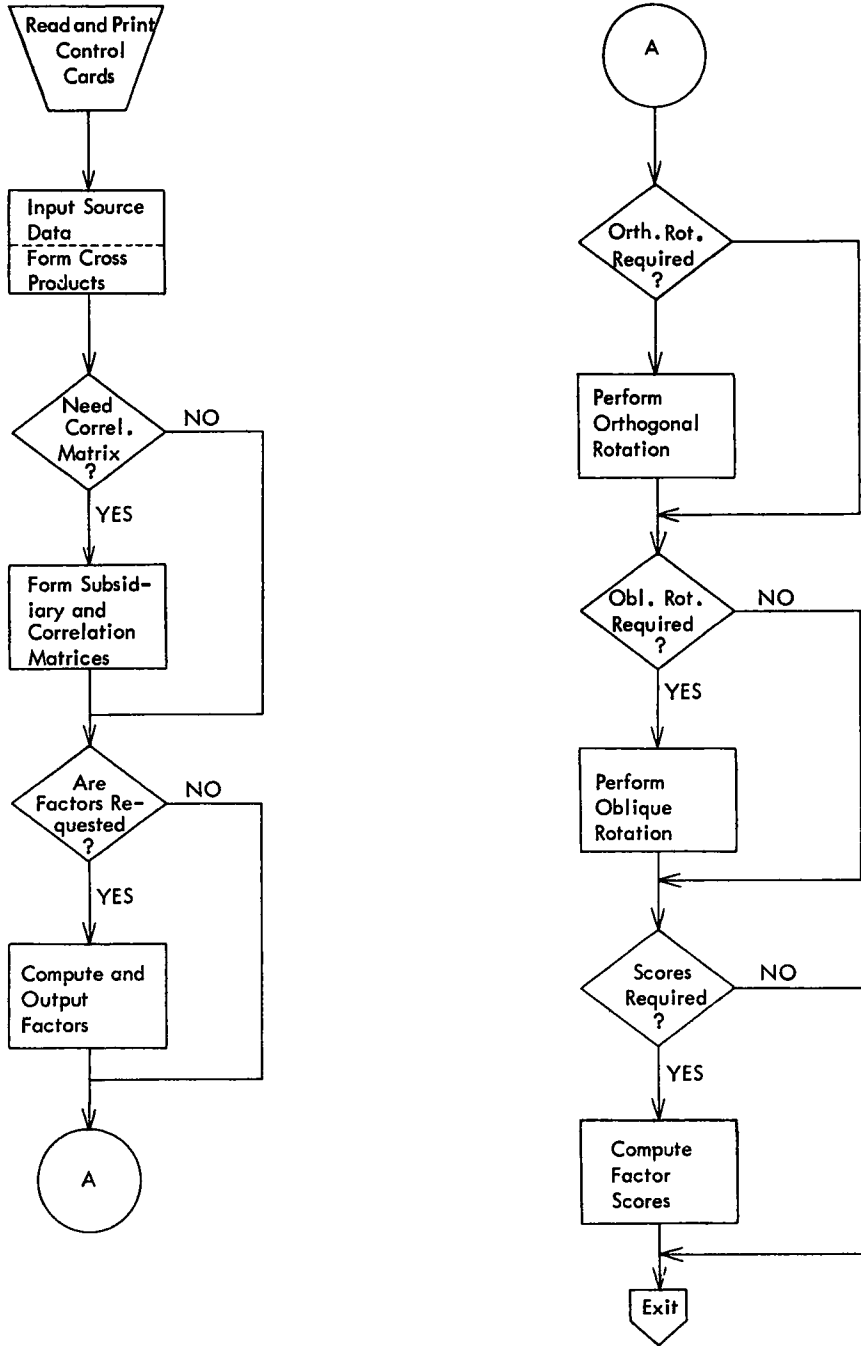 Read and Print
Control
Cards
Input Source
Data
Form Cross
Products
Need
Correl.
Matrix
?
NO
YES
Form Subsid-
iary and
Correlation
Matrices
Are
Factors Re-
quested
?
NO
YES
Compute and
Output
Factors
A
A
Orth. Rot.
Required
?
Perform
Orthogonal
Rotation
Obl. Rot.
Required
?
NO
YES
Perform
Oblique
Rotation
Scores
Required
?
NO
YES
Compute
Factor
Scores
Exit